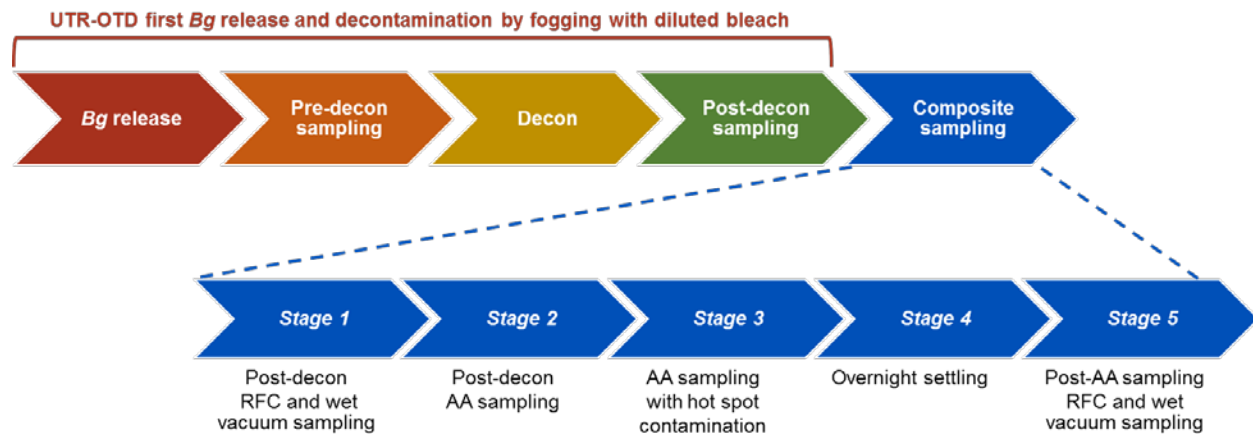 UTR-OTD first Bg release and decontamination by fogging with diluted bleach
Bg release
Pre-decon
sampling
Decon
Post-decon
sampling
Composite
sampling
Stage 1
Stage 2
Stage 3
Stage 4
Stage 5
Post-decon
RFC and wet
vacuum sampling
Post-decon
AA sampling
AA sampling
with hot spot
contamination
Overnight settling
Post-AA sampling
RFC and wet
vacuum sampling